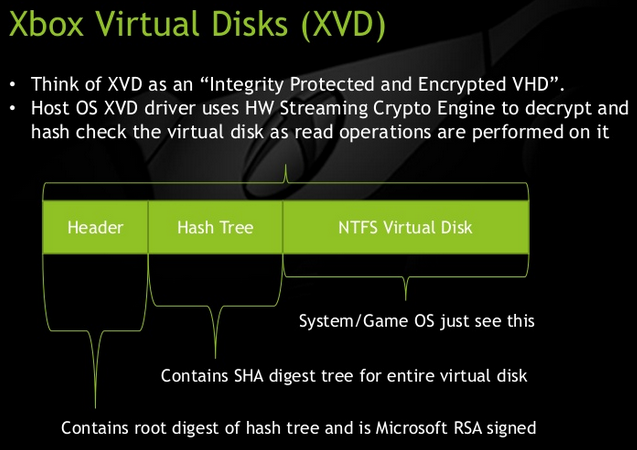 Xbox Virtual Disks (XVD)
• Think of XVD as an “Integrity Protected and Encrypted VHD”.
• Host OS XVD driver uses HW Streaming Crypto Engine to decrypt and
hash check the virtual disk as read operations are performed on it
Header
Hash Tree
NTFS Virtual Disk
System/Game OS just see this
Contains SHA digest tree for entire virtual disk
Contains root digest of hash tree and is Microsoft RSA signed